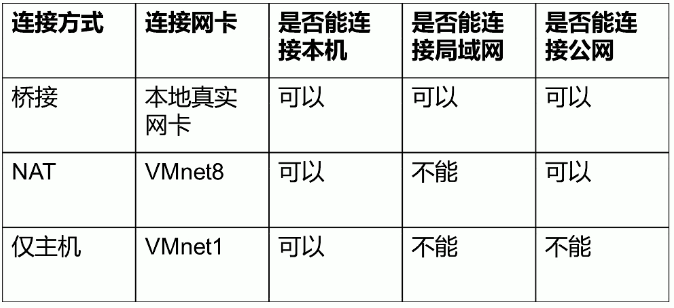 连接方式 连接网卡 是否能连接本机 是否能连接局域网 是否能连接公网
桥接 本地真实网卡 可以 可以 可以
NAT VMnet8 可以 不能 可以
仅主机 VMnet1 可以 不能 不能